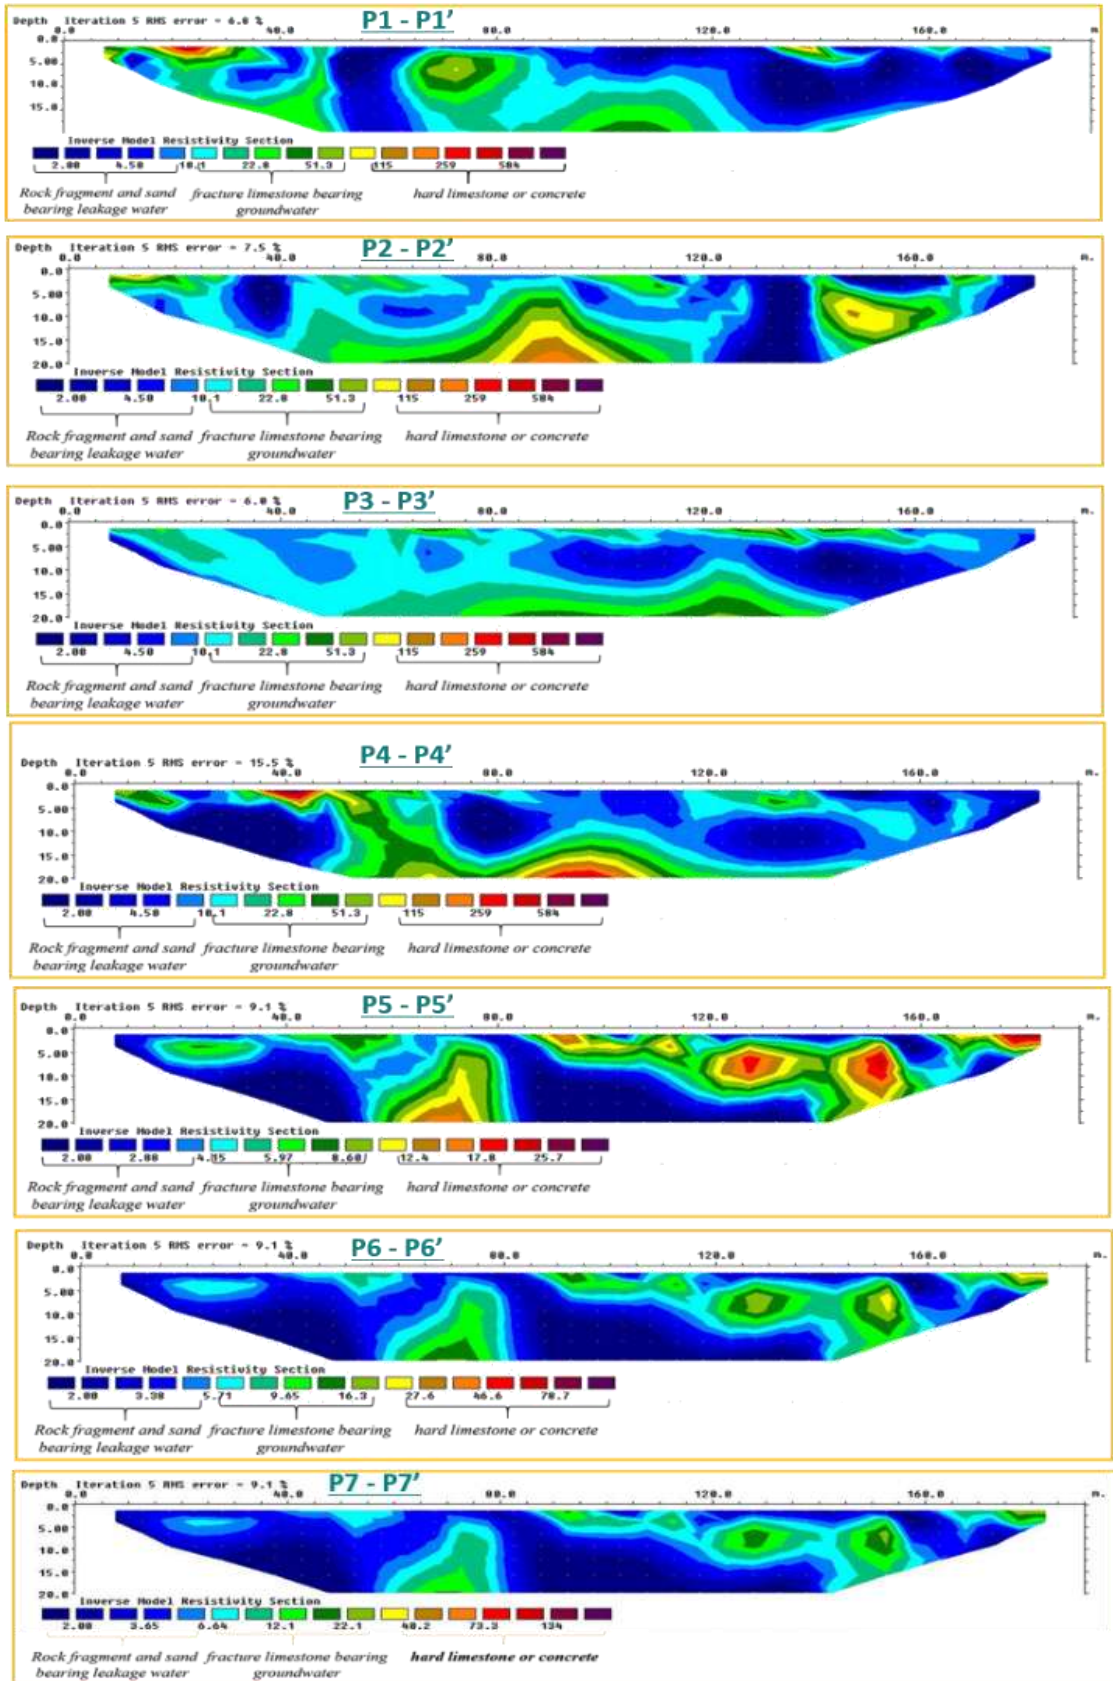 P1 - P1’
Depth Iteration 5 RMS error = 6.0 %
0.0 40.0 80.0 120.0 160.0 m.
0.0
5.00
10.0
15.0
Inverse Model Resistivity Section
2.00 4.50 10.1 22.8 51.3 115 259 584
Rock fragment and sand fracture limestone bearing hard limestone or concrete
bearing leakage water groundwater
P2 - P2’
Depth Iteration 5 RMS error = 7.5 %
0.0 40.0 80.0 120.0 160.0 m.
0.0
5.00
10.0
15.0
20.0
Inverse Model Resistivity Section
2.00 4.50 10.1 22.8 51.3 115 259 584
Rock fragment and sand fracture limestone bearing hard limestone or concrete
bearing leakage water groundwater
P3 - P3’
Depth Iteration 5 RMS error = 6.0 %
0.0 40.0 80.0 120.0 160.0 m.
0.0
5.00
10.0
15.0
20.0
Inverse Model Resistivity Section
2.00 4.50 10.1 22.8 51.3 115 259 584
Rock fragment and sand fracture limestone bearing hard limestone or concrete
bearing leakage water groundwater
P4 - P4’
Depth Iteration 5 RMS error = 15.5 %
0.0 40.0 80.0 120.0 160.0 m.
0.0
5.00
10.0
15.0
20.0
Inverse Model Resistivity Section
2.00 4.50 10.1 22.8 51.3 115 259 584
Rock fragment and sand fracture limestone bearing hard limestone or concrete
bearing leakage water groundwater
P5 - P5’
Depth Iteration 5 RMS error = 9.1 %
0.0 40.0 80.0 120.0 160.0 m.
0.0
5.00
10.0
15.0
20.0
Inverse Model Resistivity Section
2.00 2.88 4.15 5.97 8.60 12.4 17.8 25.7
Rock fragment and sand fracture limestone bearing hard limestone or concrete
bearing leakage water groundwater
P6 - P6’
Depth Iteration 5 RMS error = 9.1 %
0.0 40.0 80.0 120.0 160.0 m.
0.0
5.00
10.0
15.0
20.0
Inverse Model Resistivity Section
2.00 3.38 5.71 9.65 16.3 27.6 46.6 78.7
Rock fragment and sand fracture limestone bearing hard limestone or concrete
bearing leakage water groundwater
P7 - P7’
Depth Iteration 5 RMS error = 9.1 %
0.0 40.0 80.0 120.0 160.0 m.
0.0
5.00
10.0
15.0
20.0
Inverse Model Resistivity Section
2.00 3.65 6.64 12.1 22.1 40.2 73.3 134
Rock fragment and sand fracture limestone bearing hard limestone or concrete
bearing leakage water groundwater